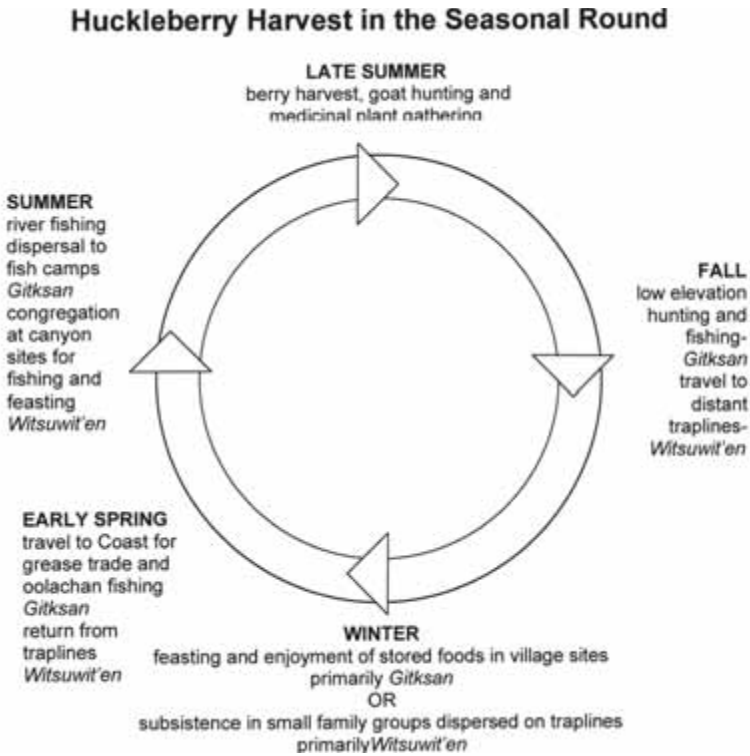 Huckleberry Harvest in the Seasonal Round
LATE SUMMER
berry harvest, goat hunting and
medicinal plant gathering
SUMMER
river fishing
dispersal to
fish camps
Gitksan
congregation
at canyon
sites for
fishing and
feasting
Witsuwit'en
FALL
low elevation
hunting and
fishing-
Gitksan
travel to
distant
traplines-
Witsuwit'en
EARLY SPRING
travel to Coast for
grease trade and
oolachan fishing
Gitksan
return from
traplines
Witsuwit'en
WINTER
feasting and enjoyment of stored foods in village sites
primarily Gitksan
OR
subsistence in small family groups dispersed on traplines
primarilyWitsuwit'en